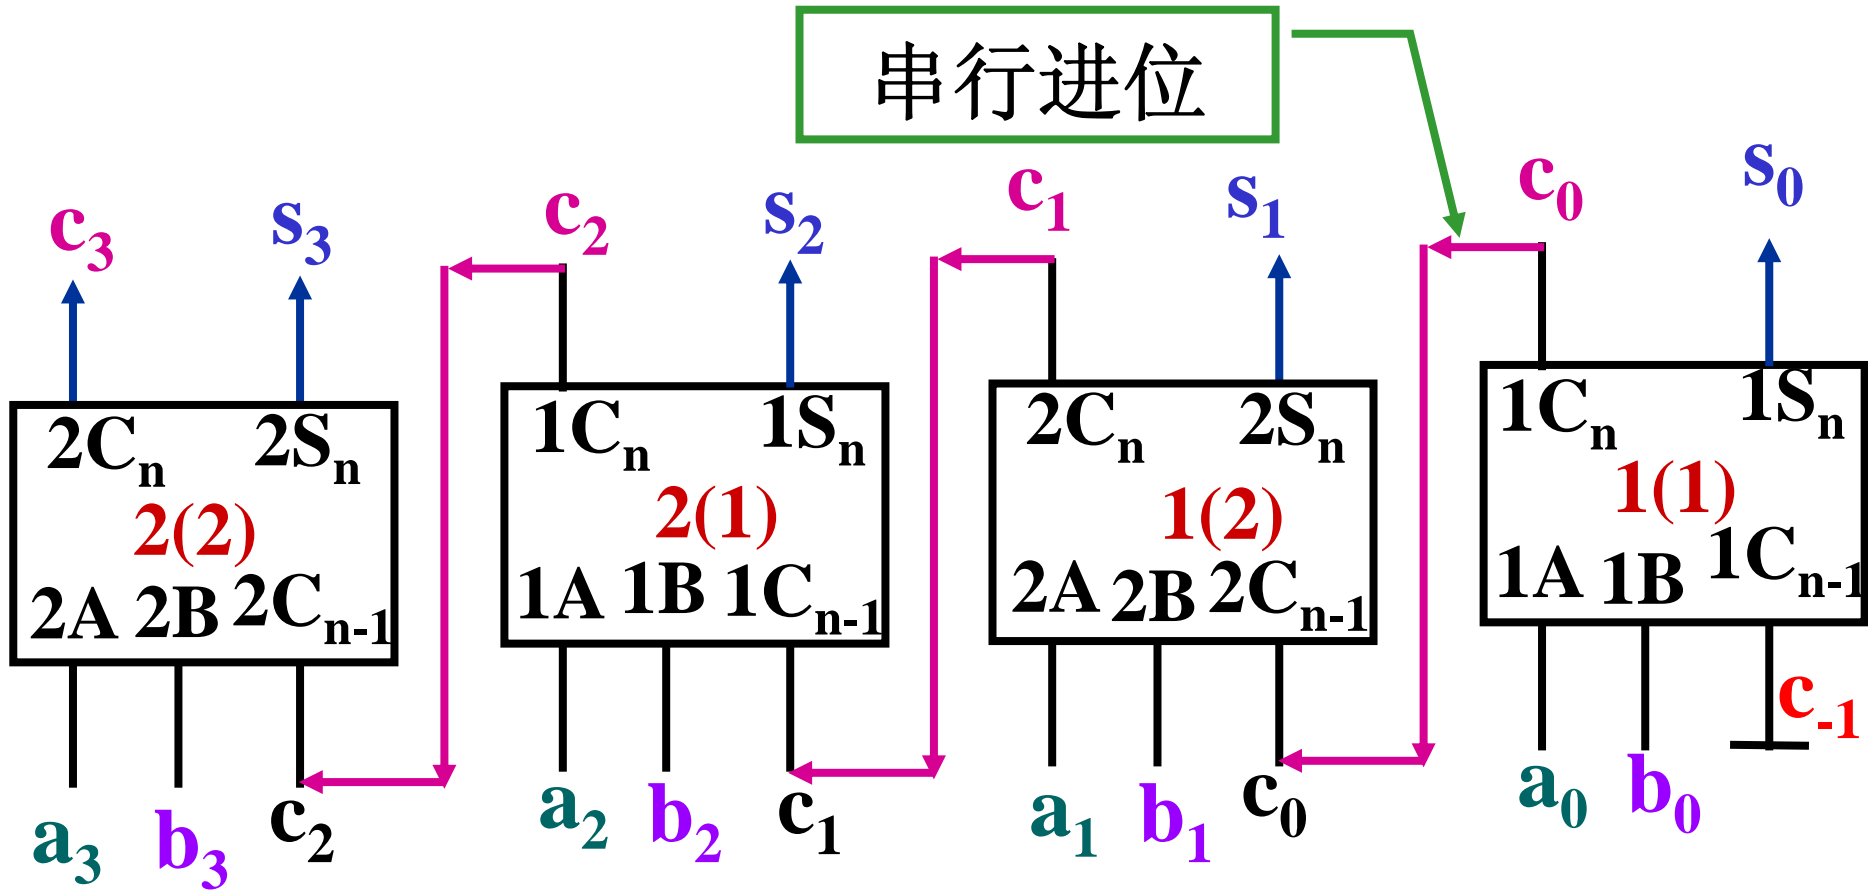 串行进位
c₃ s₃ c₂ s₂ c₁ s₁ c₀ s₀
2Cₙ 2Sₙ 1Cₙ 1Sₙ 2Cₙ 2Sₙ 1Cₙ 1Sₙ
2(2) 2(1) 1(2) 1(1)
2A 2B 2Cₙ₋₁ 1A 1B 1Cₙ₋₁ 2A 2B 2Cₙ₋₁ 1A 1B 1Cₙ₋₁
c₋₁
a₃ b₃ c₂ a₂ b₂ c₁ a₁ b₁ c₀ a₀ b₀